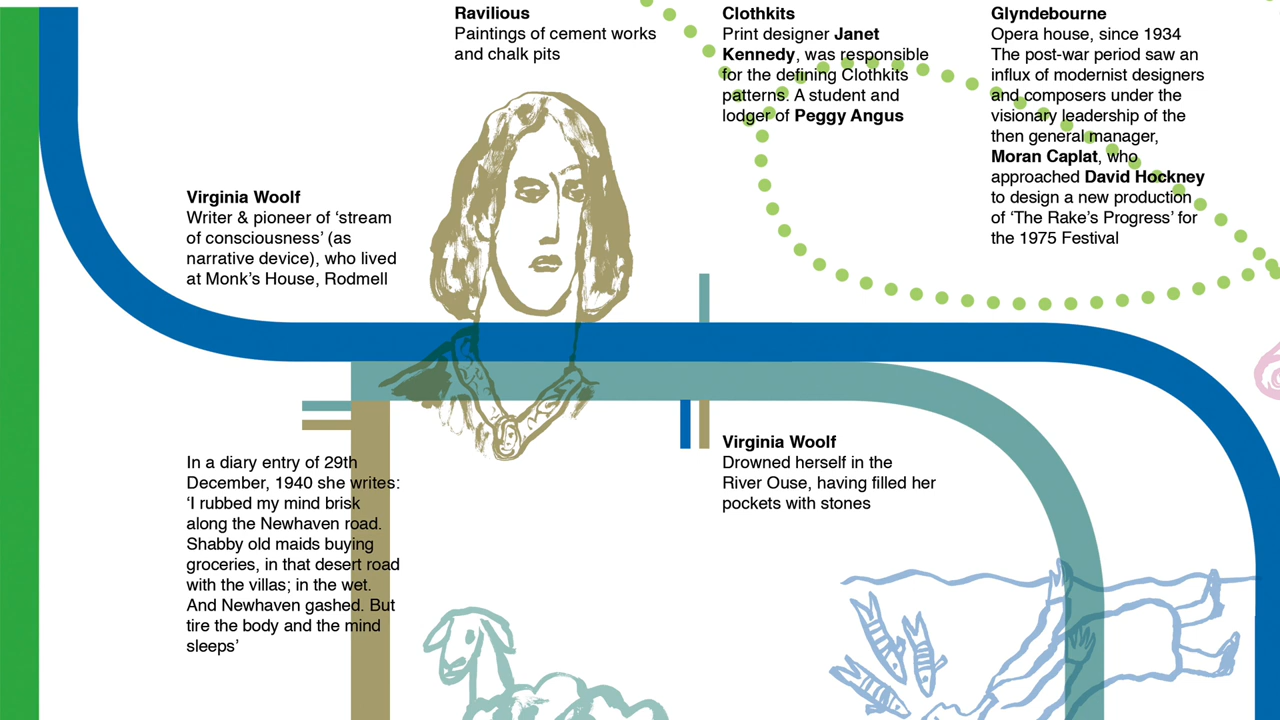 Ravilious
Paintings of cement works
and chalk pits
Clothkits
Print designer Janet
Kennedy, was responsible
for the defining Clothkits
patterns. A student and
lodger of Peggy Angus
Glyndebourne
Opera house, since 1934
The post-war period saw an
influx of modernist designers
and composers under the
visionary leadership of the
then general manager,
Moran Caplat, who
approached David Hockney
to design a new production
of ‘The Rake’s Progress’ for
the 1975 Festival
Virginia Woolf
Writer & pioneer of ‘stream
of consciousness’ (as
narrative device), who lived
at Monk’s House, Rodmell
Virginia Woolf
Drowned herself in the
River Ouse, having filled her
pockets with stones
In a diary entry of 29th
December, 1940 she writes:
‘I rubbed my mind brisk
along the Newhaven road.
Shabby old maids buying
groceries, in that desert road
with the villas; in the wet.
And Newhaven gashed. But
tire the body and the mind
sleeps’